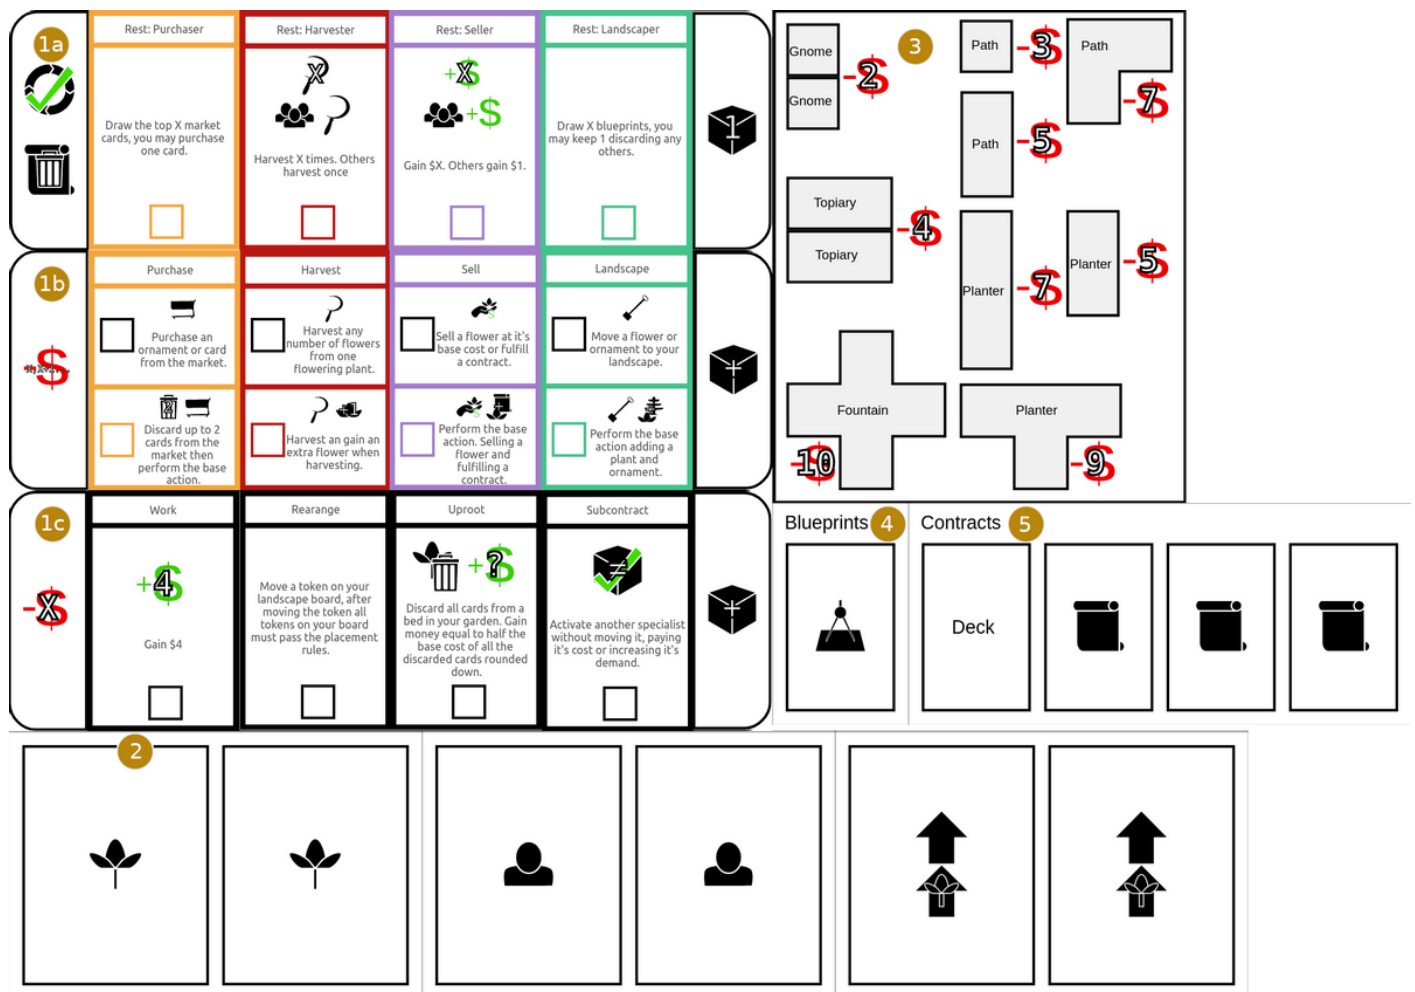 1a
Rest: Purchaser
Draw the top X market
cards, you may purchase
one card.
Rest: Harvester
X
Harvest X times. Others
harvest once
Rest: Seller
+X$
+$
Gain $X. Others gain $1.
Rest: Landscaper
Draw X blueprints, you
may keep 1 discarding any
others.
1
1b
-$
Purchase
Purchase an
ornament or card
from the market.
Discard up to 2
cards from the
market then
perform the base
action.
Harvest
Harvest any
number of flowers
from one
flowering plant.
+1
Harvest an gain an
extra flower when
harvesting.
Sell
Sell a flower at it's
base cost or fulfill
a contract.
Perform the base
action. Selling a
flower and
fulfilling a
contract.
Landscape
Move a flower or
ornament to your
landscape.
Perform the base
action adding a
plant and
ornament.
+
1c
-X$
Work
+4$
Gain $4
Rearange
Move a token on your
landscape board, after
moving the token all
tokens on your board
must pass the placement
rules.
Uproot
+?$
Discard all cards from a
bed in your garden. Gain
money equal to half the
base cost of all the
discarded cards rounded
down.
Subcontract
≠
Activate another specialist
without moving it, paying
it's cost or increasing it's
demand.
+
3
Gnome
Gnome
-2$
Path
-3$
Path
-7$
Path
-5$
Topiary
Topiary
-4$
Planter
-7$
Planter
-5$
Fountain
-10$
Planter
-9$
Blueprints
4
Contracts
5
Deck
2